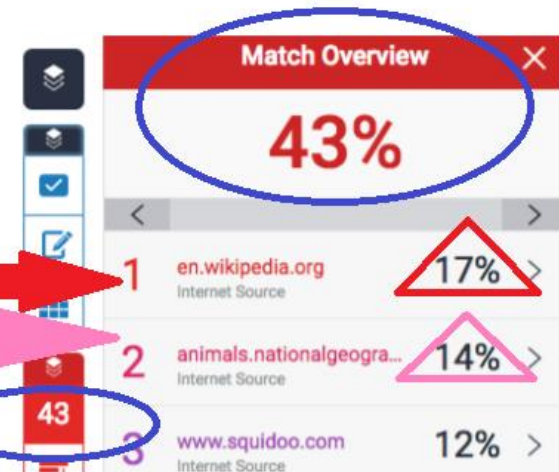 Match Overview
43%
1 en.wikipedia.org 17%
Internet Source
2 animals.nationalgeogra... 14%
Internet Source
43
3 www.squidoo.com 12%
Internet Source